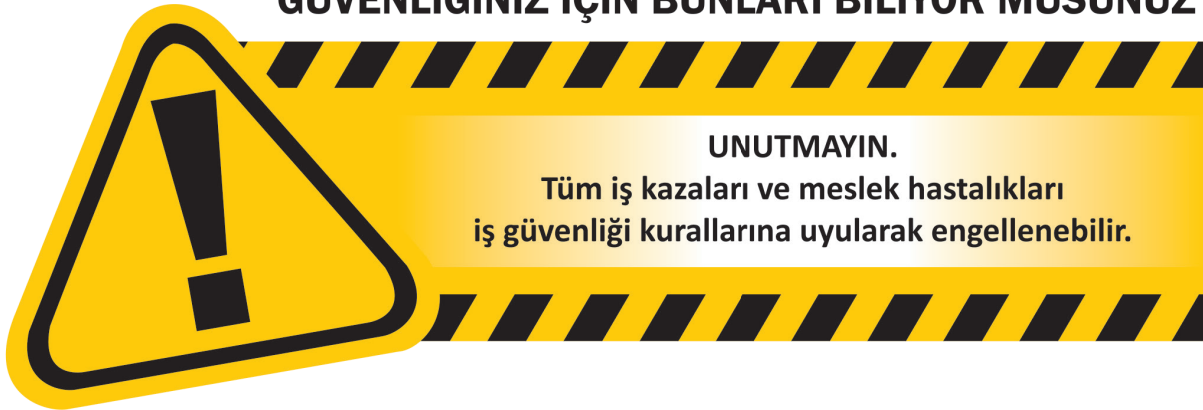 GÜVENLİĞİNİZ İÇİN BUNLARI BİLİYOR MUSUNUZ
UNUTMAYIN.
Tüm iş kazaları ve meslek hastalıkları
iş güvenliği kurallarına uyularak engellenebilir.